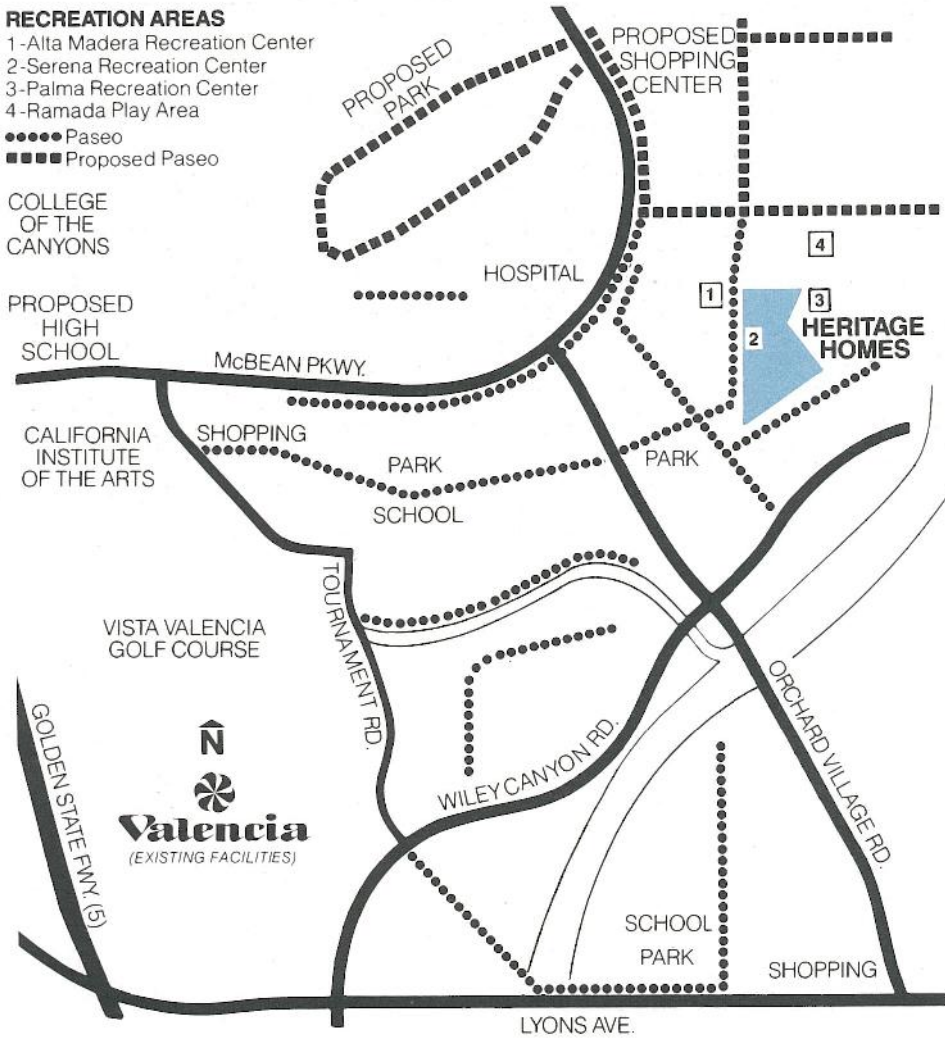 RECREATION AREAS
1-Alta Madera Recreation Center
2-Serena Recreation Center
3-Palma Recreation Center
4-Ramada Play Area
Paseo
Proposed Paseo
PROPOSED
PARK
PROPOSED
SHOPPING
CENTER
COLLEGE
OF THE
CANYONS
HOSPITAL
4
1
3
2
HERITAGE
HOMES
PROPOSED
HIGH
SCHOOL
McBEAN PKWY.
CALIFORNIA
INSTITUTE
OF THE ARTS
SHOPPING
PARK
SCHOOL
PARK
TOURNAMENT RD.
VISTA VALENCIA
GOLF COURSE
ORCHARD VILLAGE RD.
GOLDEN STATE FWY. (5)
N
WILEY CANYON RD.
Valencia
(EXISTING FACILITIES)
SCHOOL
PARK
SHOPPING
LYONS AVE.